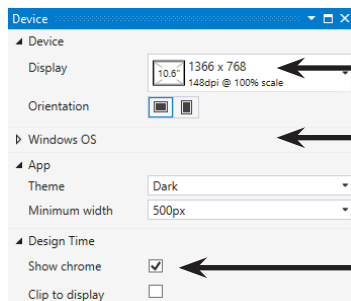 Device
Device
Display
10.6"
1366 x 768
148dpi @ 100% scale
Orientation
Windows OS
App
Theme
Dark
Minimum width
500px
Design Time
Show chrome
Clip to display